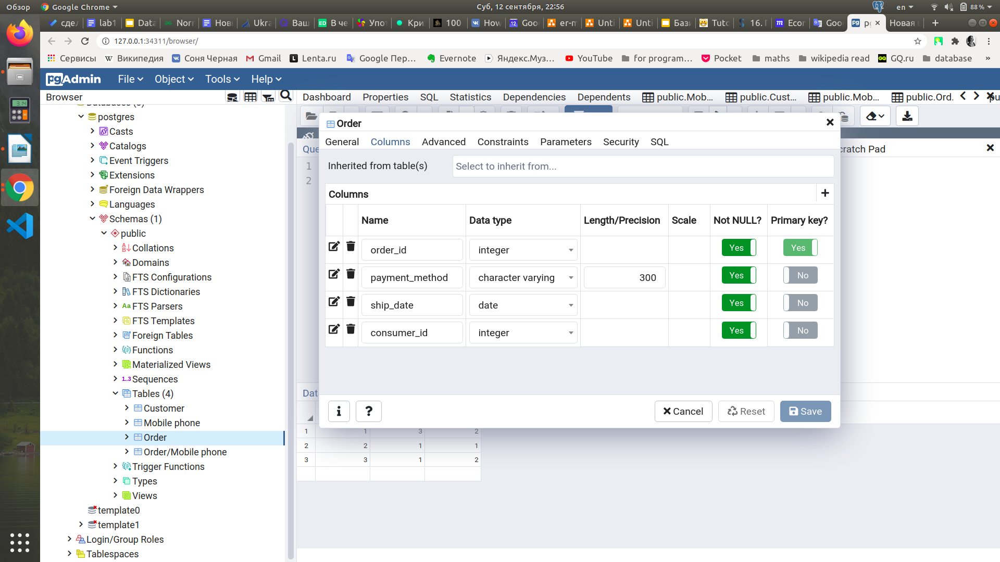 Обзор Google Chrome Суб, 12 сентября, 22:56 en 88 %
lab1 Data Nori Нов Ukra Ваш В че Упот Кри 100 How Goo er-m Unti Unti Бази Tuto 16. Г Econ Goo Новая
127.0.0.1:34311/browser/
Сервисы Википедия Соня Черная Gmail Lenta.ru Google Пер… Evernote Яндекс.Муз… YouTube for program… Pocket maths wikipedia read GQ.ru database »
pgAdmin File Object Tools Help
Browser Dashboard Properties SQL Statistics Dependencies Dependents public.Mob… public.Cust… public.Mob… public.Ord.
postgres
Casts
Catalogs
Event Triggers
Extensions
Foreign Data Wrappers
Languages
Schemas (1)
public
Collations
Domains
FTS Configurations
FTS Dictionaries
Aa FTS Parsers
FTS Templates
Foreign Tables
Functions
Materialized Views
1..3 Sequences
Tables (4)
Customer
Mobile phone
Order
Order/Mobile phone
Trigger Functions
Types
Views
template0
template1
Login/Group Roles
Tablespaces
Order
General Columns Advanced Constraints Parameters Security SQL
Que ratch Pad
1
2
Inherited from table(s) Select to inherit from...
Columns +
Name Data type Length/Precision Scale Not NULL? Primary key?
order_id integer Yes Yes
payment_method character varying 300 Yes No
ship_date date Yes No
consumer_id integer Yes No
Dat
i ? Cancel Reset Save
1 1 3 2
2 2 1 1
3 3 1 2